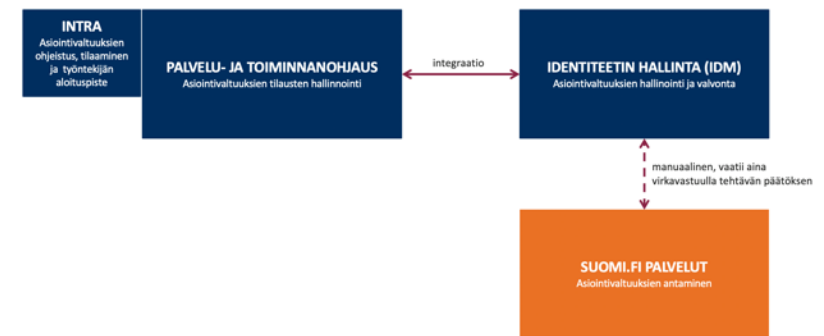 INTRA
Asiointivaltuuksien
ohjeistus, tilaaminen
ja työntekijän
aloituspiste
PALVELU- JA TOIMINNANOHJAUS
Asiointivaltuuksien tilausten hallinnointi
integraatio
IDENTITEETIN HALLINTA (IDM)
Asiointivaltuuksien hallinointi ja valvonta
manuaalinen, vaatii aina
virkavastuulla tehtävän päätöksen
SUOMI.FI PALVELUT
Asiointivaltuuksien antaminen